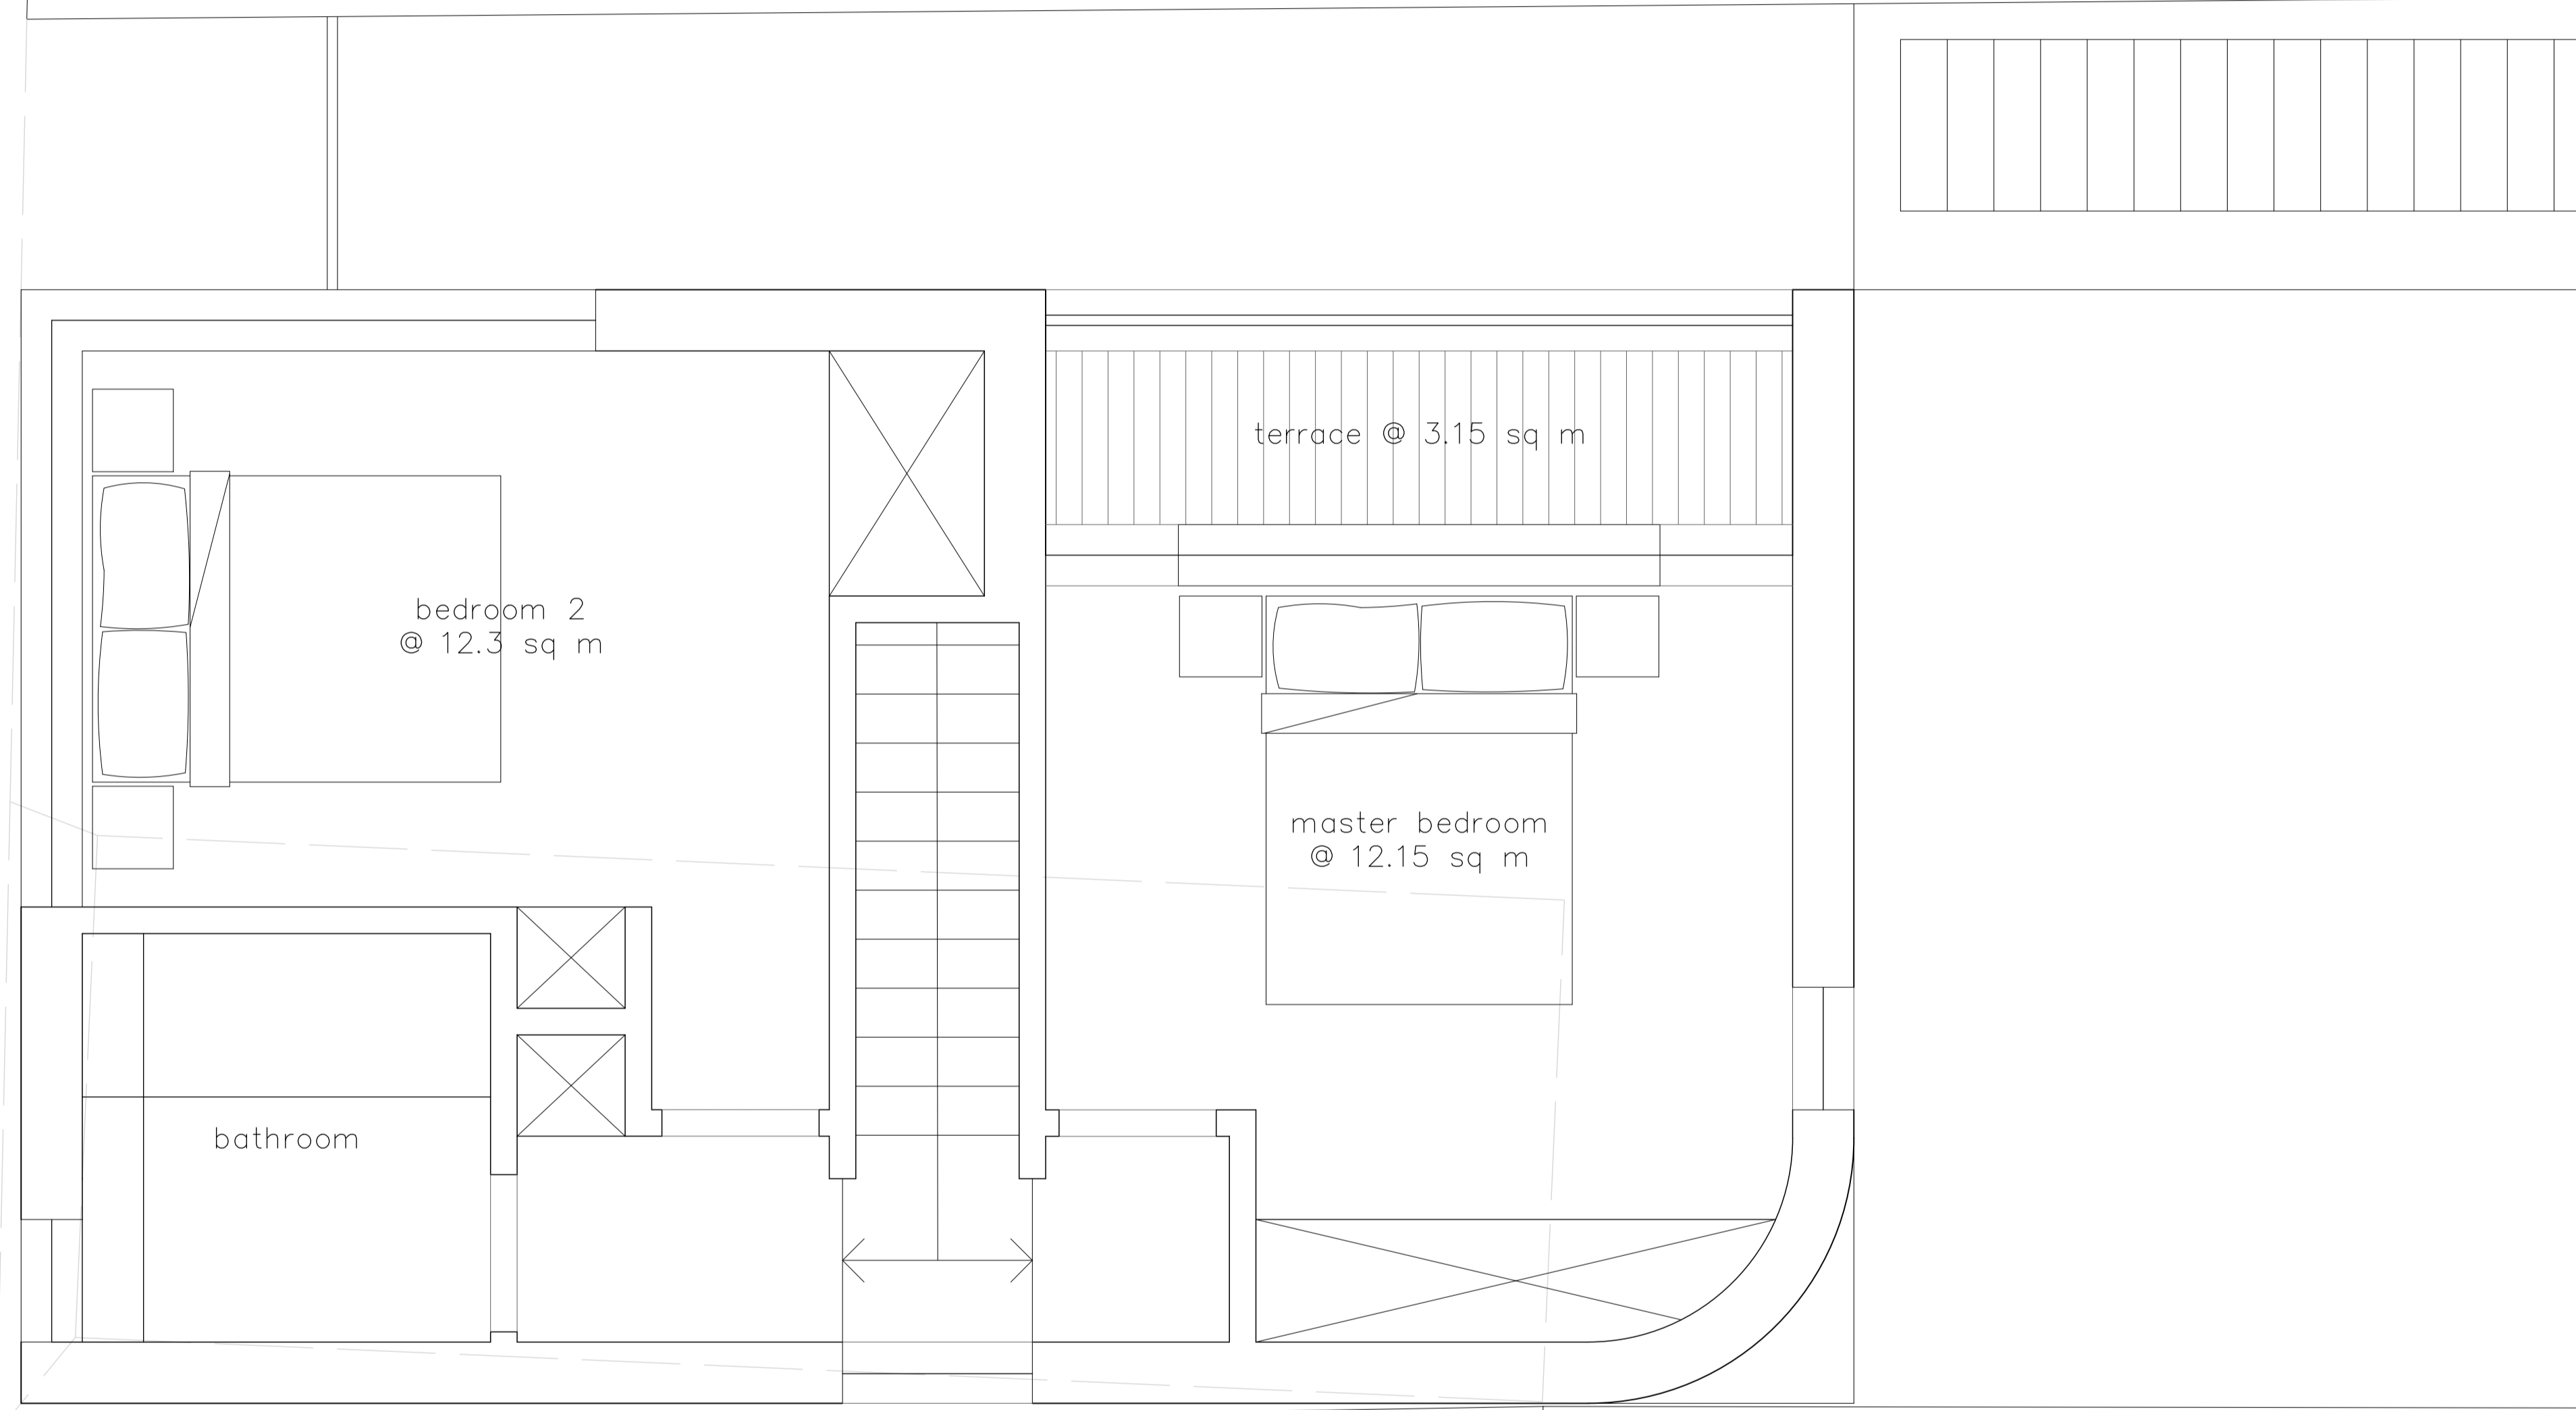 terrace @ 3.15 sq m
bedroom 2
@ 12.3 sq m
master bedroom
@ 12.15 sq m
bathroom